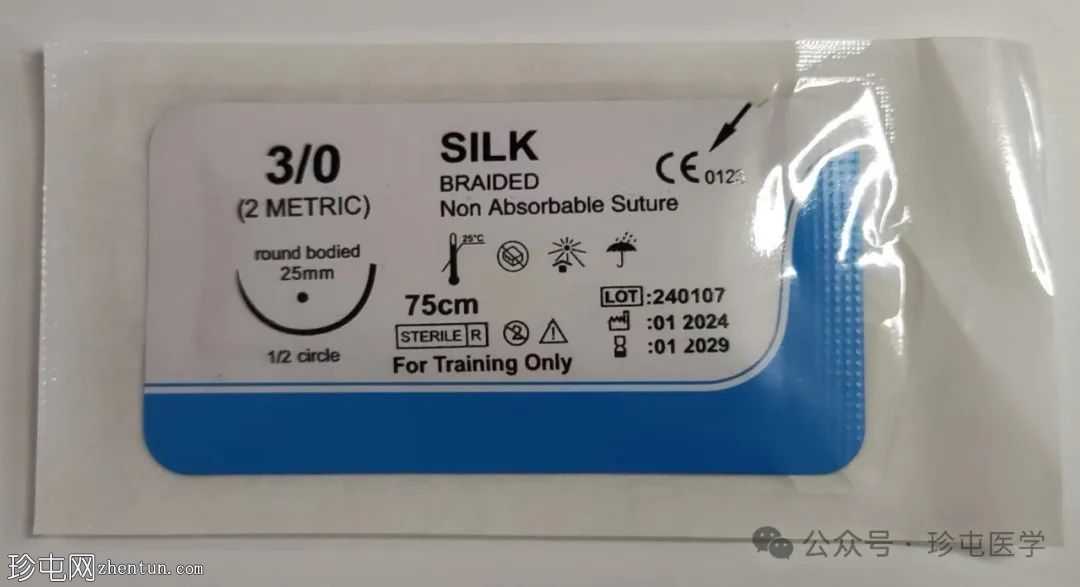 3/0
(2 METRIC)
round bodied
25mm
1/2 circle
SILK
BRAIDED
Non Absorbable Suture
CE
25°C
75cm
STERILE R
2
For Training Only
LOT :240107
:01 2024
:01 2029
珍屯网zhentun.com
公众号·珍屯医学